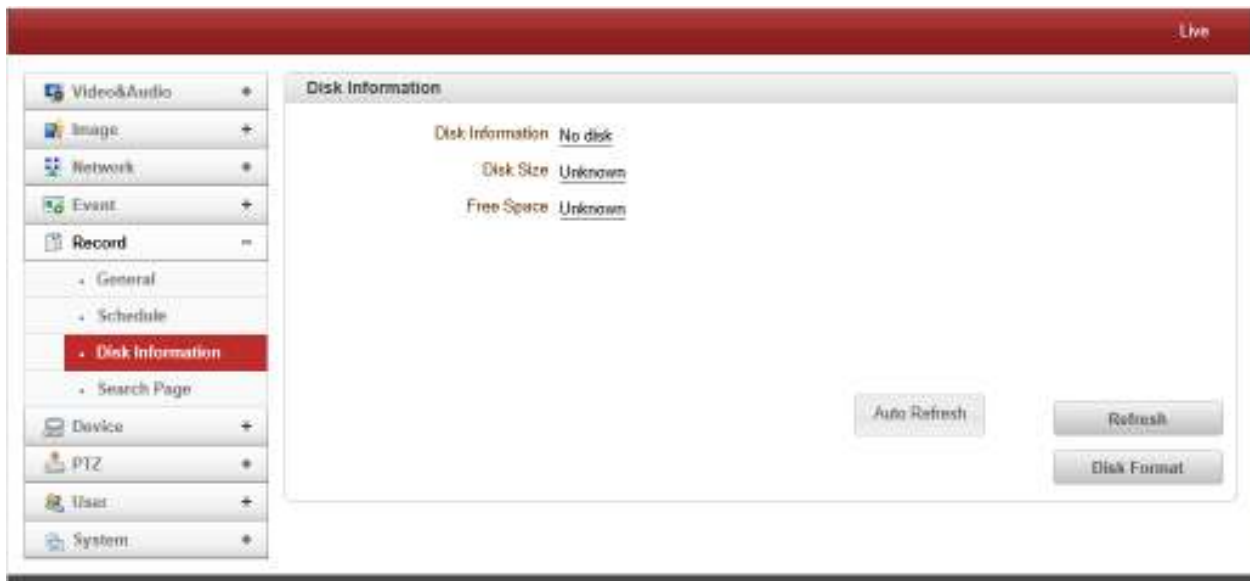 Live
Video&Audio
Image
Network
Event
Record
General
Schedule
Disk Information
Search Page
Device
PTZ
User
System
Disk Information
Disk Information No disk
Disk Size Unknown
Free Space Unknown
Auto Refresh
Refresh
Disk Format